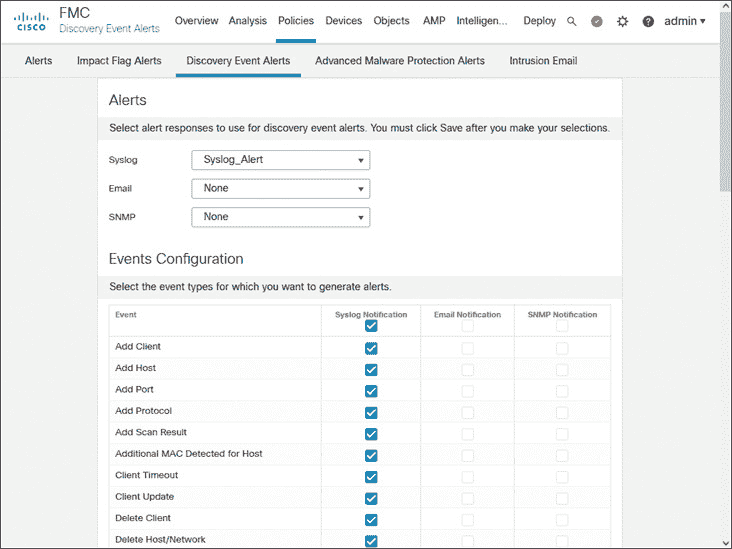 CISCO
FMC
Discovery Event Alerts
Overview Analysis Policies Devices Objects AMP Intelligen... Deploy admin
Alerts Impact Flag Alerts Discovery Event Alerts Advanced Malware Protection Alerts Intrusion Email
Alerts
Select alert responses to use for discovery event alerts. You must click Save after you make your selections.
Syslog Syslog_Alert
Email None
SNMP None
Events Configuration
Select the event types for which you want to generate alerts.
Event Syslog Notification Email Notification SNMP Notification
Add Client
Add Host
Add Port
Add Protocol
Add Scan Result
Additional MAC Detected for Host
Client Timeout
Client Update
Delete Client
Delete Host/Network